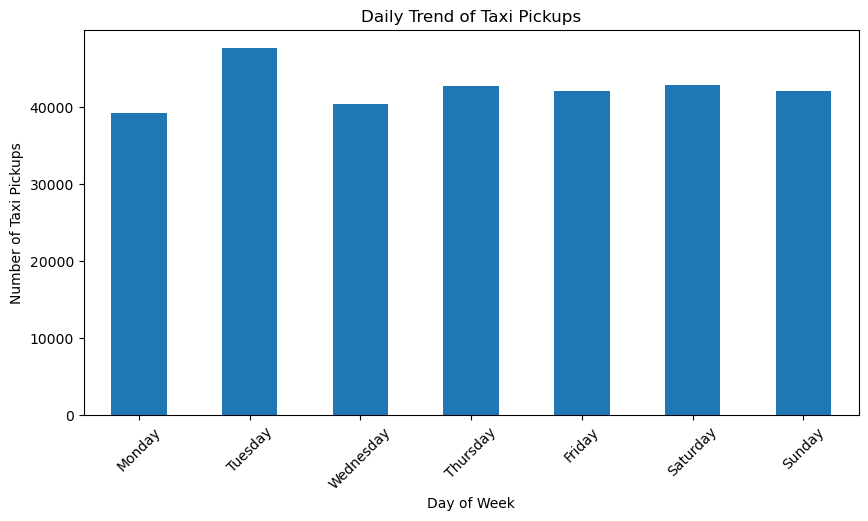 Daily Trend of Taxi Pickups
Number of Taxi Pickups
40000
30000
20000
10000
0
Monday
Tuesday
Wednesday
Thursday
Friday
Saturday
Sunday
Day of Week